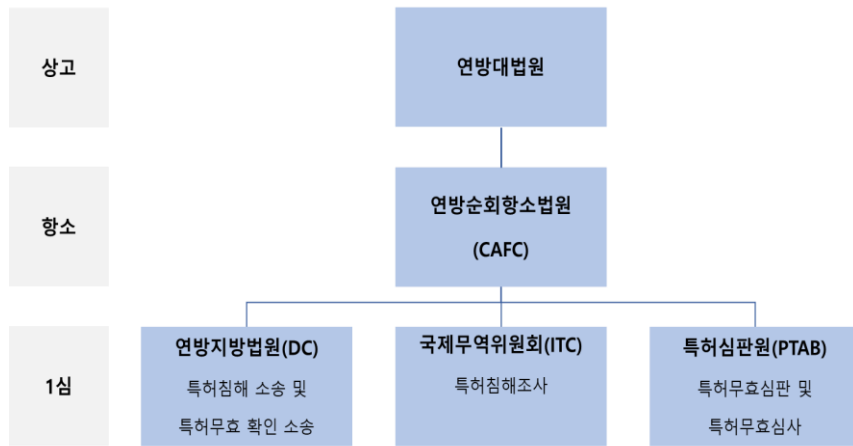 상고
연방대법원
항소
연방순회항소법원
(CAFC)
1심
연방지방법원(DC)
특허침해 소송 및
특허무효 확인 소송
국제무역위원회(ITC)
특허침해조사
특허심판원(PTAB)
특허무효심판 및
특허무효심사